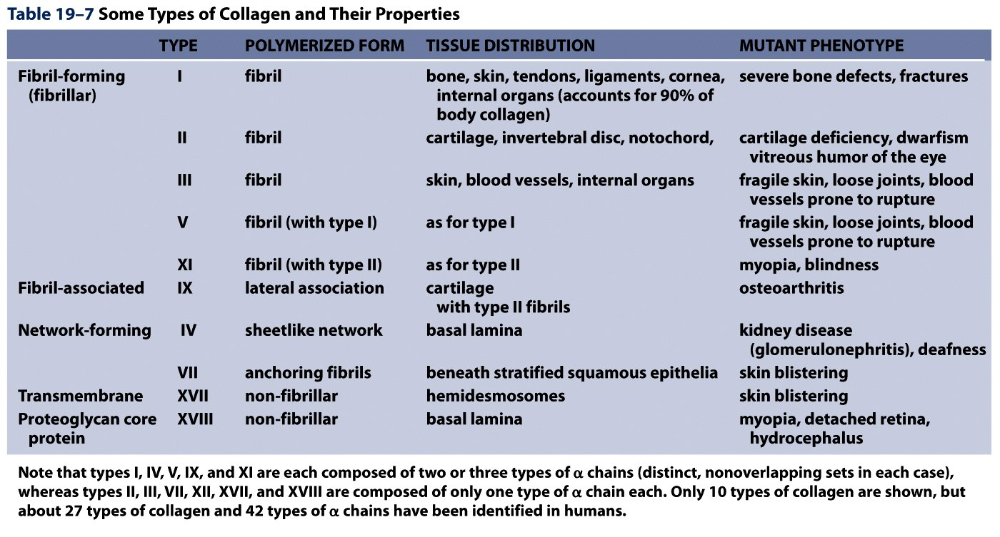 Table 19–7 Some Types of Collagen and Their Properties
TYPE POLYMERIZED FORM TISSUE DISTRIBUTION MUTANT PHENOTYPE
Fibril-forming I fibril bone, skin, tendons, ligaments, cornea, severe bone defects, fractures
(fibrillar) internal organs (accounts for 90% of
body collagen)
II fibril cartilage, invertebral disc, notochord, cartilage deficiency, dwarfism
vitreous humor of the eye
III fibril skin, blood vessels, internal organs fragile skin, loose joints, blood
vessels prone to rupture
V fibril (with type I) as for type I fragile skin, loose joints, blood
vessels prone to rupture
XI fibril (with type II) as for type II myopia, blindness
Fibril-associated IX lateral association cartilage osteoarthritis
with type II fibrils
Network-forming IV sheetlike network basal lamina kidney disease
(glomerulonephritis), deafness
VII anchoring fibrils beneath stratified squamous epithelia skin blistering
Transmembrane XVII non-fibrillar hemidesmosomes skin blistering
Proteoglycan core XVIII non-fibrillar basal lamina myopia, detached retina,
protein hydrocephalus
Note that types I, IV, V, IX, and XI are each composed of two or three types of α chains (distinct, nonoverlapping sets in each case),
whereas types II, III, VII, XII, XVII, and XVIII are composed of only one type of α chain each. Only 10 types of collagen are shown, but
about 27 types of collagen and 42 types of α chains have been identified in humans.